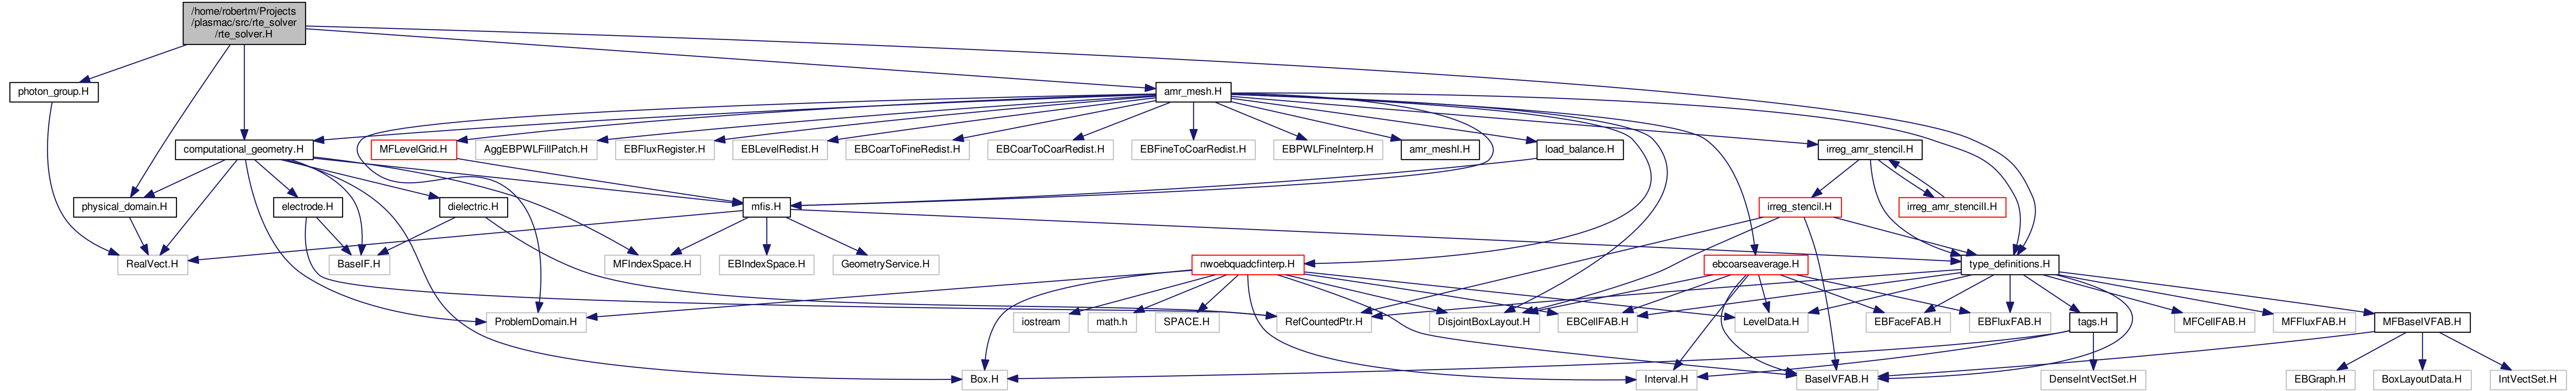 /home/robertm/Projects
/plasmac/src/rte_solver
/rte_solver.H
photon_group.H
amr_mesh.H
computational_geometry.H
MFLevelGrid.H
AggEBPWLFillPatch.H
EBFluxRegister.H
EBLevelRedist.H
EBCoarToFineRedist.H
EBCoarToCoarRedist.H
EBFineToCoarRedist.H
EBPWLFineInterp.H
amr_meshI.H
load_balance.H
irreg_amr_stencil.H
physical_domain.H
electrode.H
dielectric.H
mfis.H
irreg_stencil.H
irreg_amr_stencilI.H
RealVect.H
BaseIF.H
MFIndexSpace.H
EBIndexSpace.H
GeometryService.H
nwoebquadcfinterp.H
ebcoarseaverage.H
type_definitions.H
ProblemDomain.H
iostream
math.h
SPACE.H
RefCountedPtr.H
DisjointBoxLayout.H
EBCellFAB.H
LevelData.H
EBFaceFAB.H
EBFluxFAB.H
tags.H
MFCellFAB.H
MFFluxFAB.H
MFBaseIVFAB.H
Box.H
Interval.H
BaseIVFAB.H
DenseIntVectSet.H
EBGraph.H
BoxLayoutData.H
IntVectSet.H